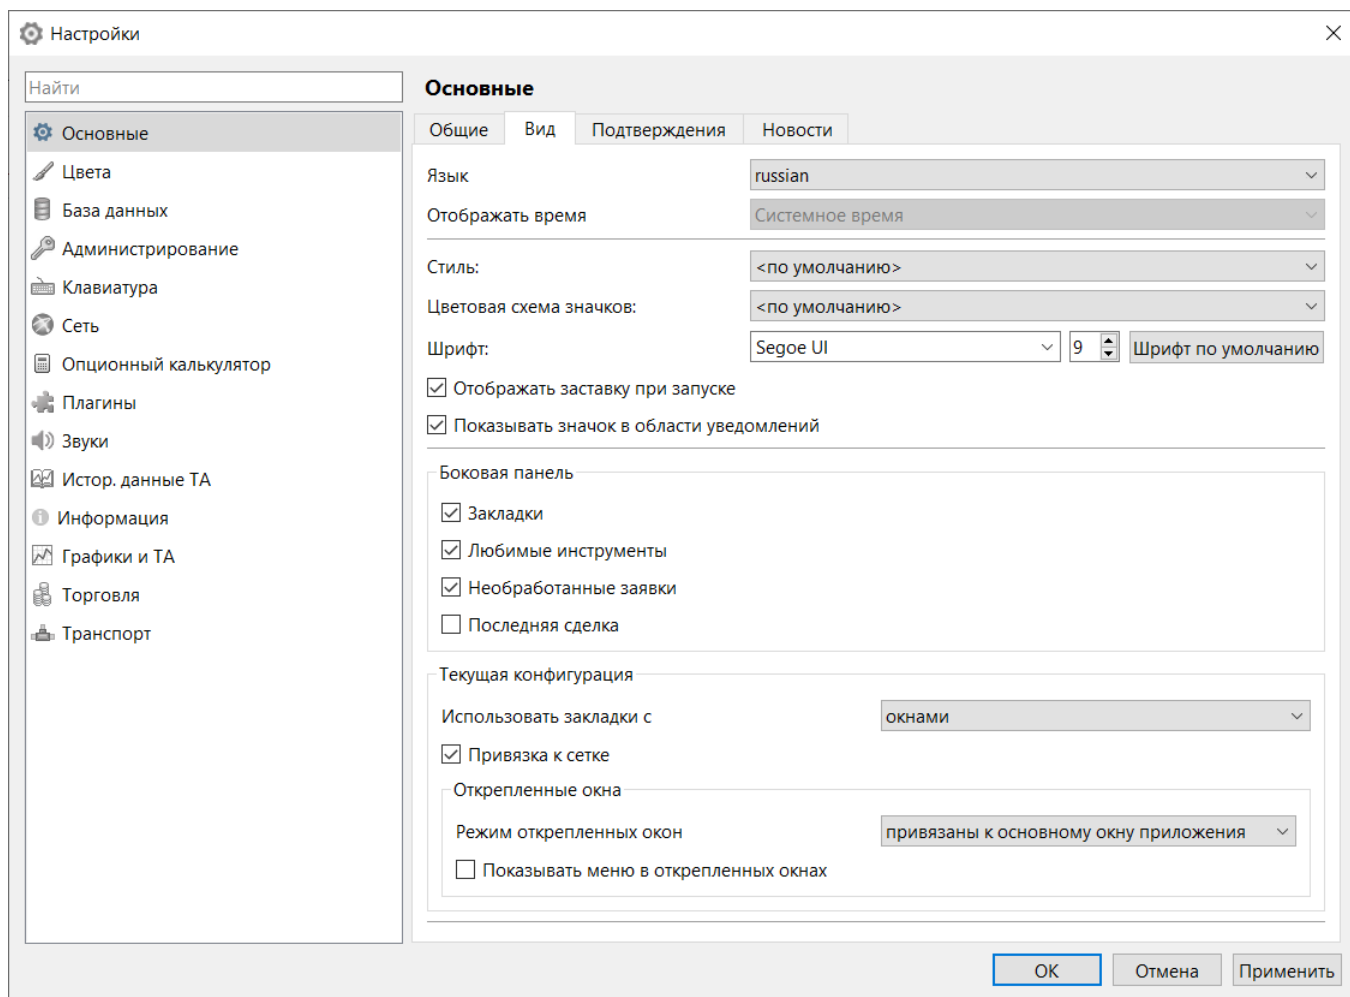 Настройки
Найти
Основные
Цвета
База данных
Администрирование
Клавиатура
Сеть
Опционный калькулятор
Плагины
Звуки
Истор. данные ТА
Информация
Графики и ТА
Торговля
Транспорт
Основные
Общие Вид Подтверждения Новости
Язык russian
Отображать время Системное время
Стиль: <по умолчанию>
Цветовая схема значков: <по умолчанию>
Шрифт: Segoe UI 9 Шрифт по умолчанию
Отображать заставку при запуске
Показывать значок в области уведомлений
Боковая панель
Закладки
Любимые инструменты
Необработанные заявки
Последняя сделка
Текущая конфигурация
Использовать закладки с окнами
Привязка к сетке
Открепленные окна
Режим открепленных окон привязаны к основному окну приложения
Показывать меню в открепленных окнах
ОК Отмена Применить